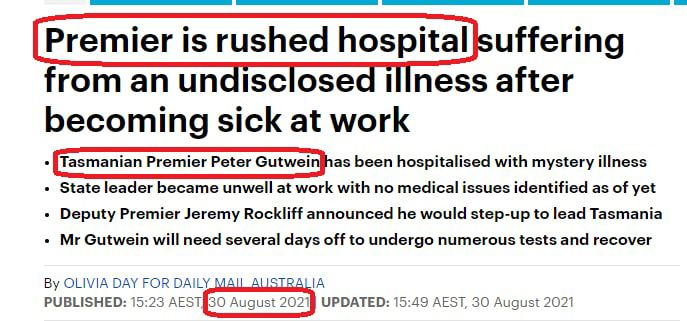 Premier is rushed hospital suffering
from an undisclosed illness after
becoming sick at work
• Tasmanian Premier Peter Gutwein has been hospitalised with mystery illness
• State leader became unwell at work with no medical issues identified as of yet
• Deputy Premier Jeremy Rockliff announced he would step-up to lead Tasmania
• Mr Gutwein will need several days off to undergo numerous tests and recover
By OLIVIA DAY FOR DAILY MAIL AUSTRALIA
PUBLISHED: 15:23 AEST, 30 August 2021 | UPDATED: 15:49 AEST, 30 August 2021